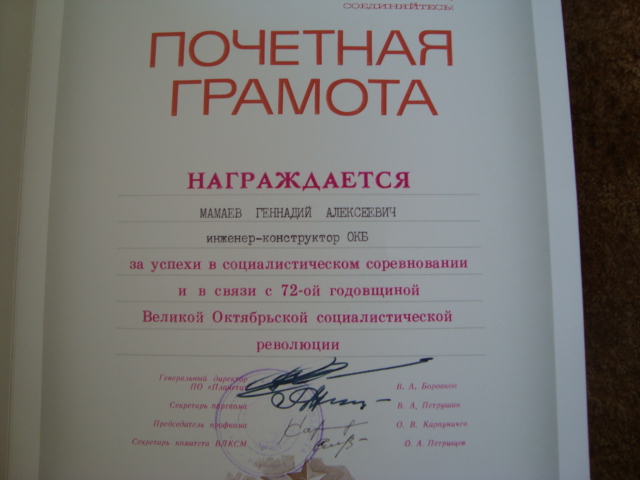 СОЕДИНЯЙТЕСЬ!
ПОЧЕТНАЯ
ГРАМОТА
НАГРАЖДАЕТСЯ
МАМАЕВ ГЕННАДИЙ АЛЕКСЕЕВИЧ
инженер-конструктор ОКБ
за успехи в социалистическом соревновании
и в связи с 72-ой годовщиной
Великой Октябрьской социалистической
революции
Генеральный директор
ПО «Планета» В. А. Боровков
Секретарь парткома В. А. Петрушин
Председатель профкома О. В. Карпуничев
Секретарь комитета ВЛКСМ О. А. Петрищев